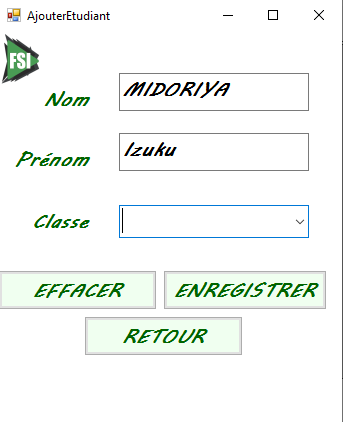 AjouterEtudiant
FSI
Nom MIDORIYA
Prénom Izuku
Classe
EFFACER ENREGISTRER
RETOUR